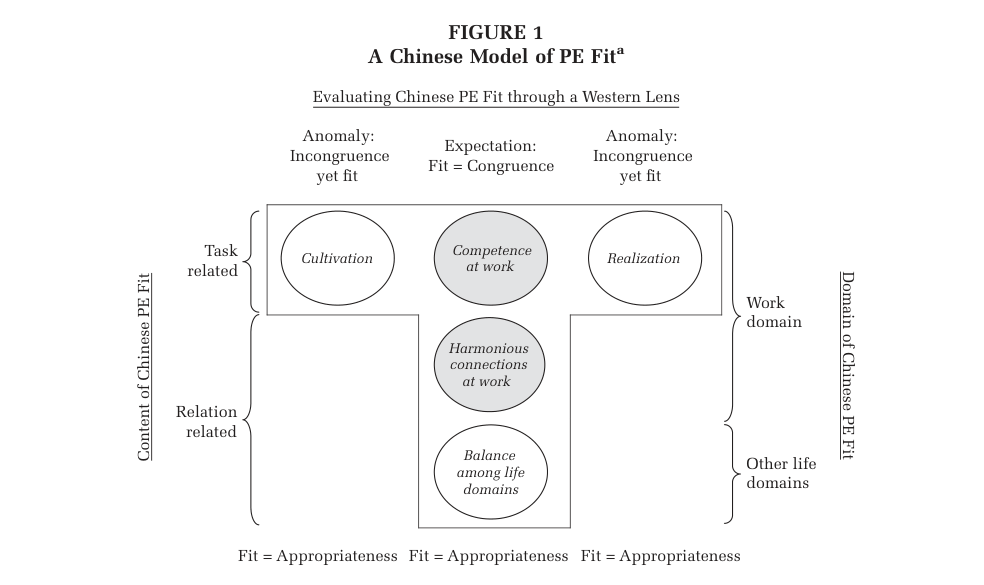 FIGURE 1
A Chinese Model of PE Fitᵃ
Evaluating Chinese PE Fit through a Western Lens
Anomaly:
Incongruence
yet fit
Expectation:
Fit = Congruence
Anomaly:
Incongruence
yet fit
Content of Chinese PE Fit
Task
related
Cultivation
Competence
at work
Realization
Work
domain
Domain of Chinese PE Fit
Harmonious
connections
at work
Relation
related
Balance
among life
domains
Other life
domains
Fit = Appropriateness Fit = Appropriateness Fit = Appropriateness